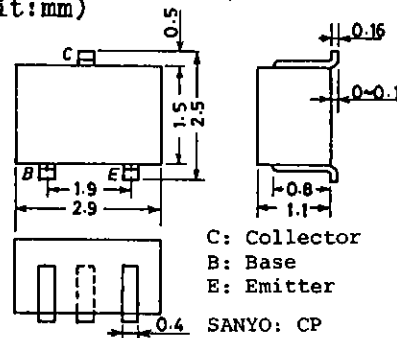 it:mm)
C
0.5
0.16
1.5
2.5
0~0.1
B
E
1.9
2.9
0.8
1.1
C: Collector
B: Base
E: Emitter
0.4
SANYO: CP